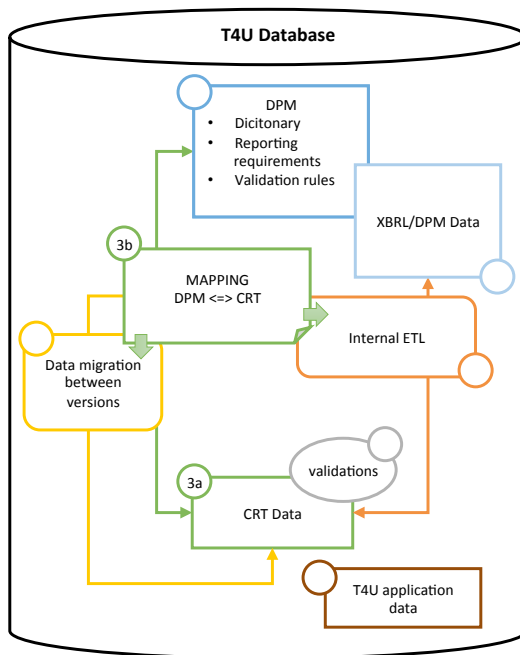 T4U Database
DPM
• Dicitonary
• Reporting
requirements
• Validation rules
XBRL/DPM Data
3b
MAPPING
DPM <=> CRT
Internal ETL
Data migration
between
versions
validations
3a
CRT Data
T4U application
data